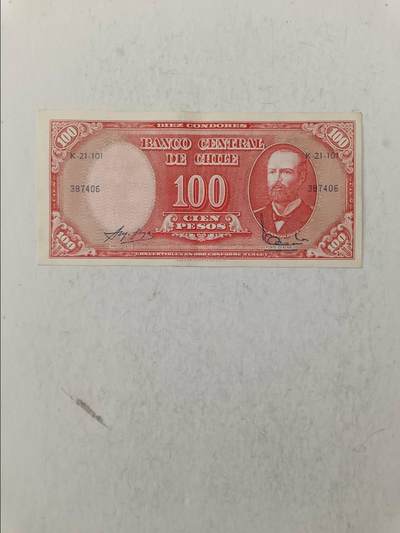 DIEZ CONDORES
100 100
BANCO CENTRAL
DE CHILE
K-21-101 K-21-101
387406 387406
100
CIEN
PESOS
100 100